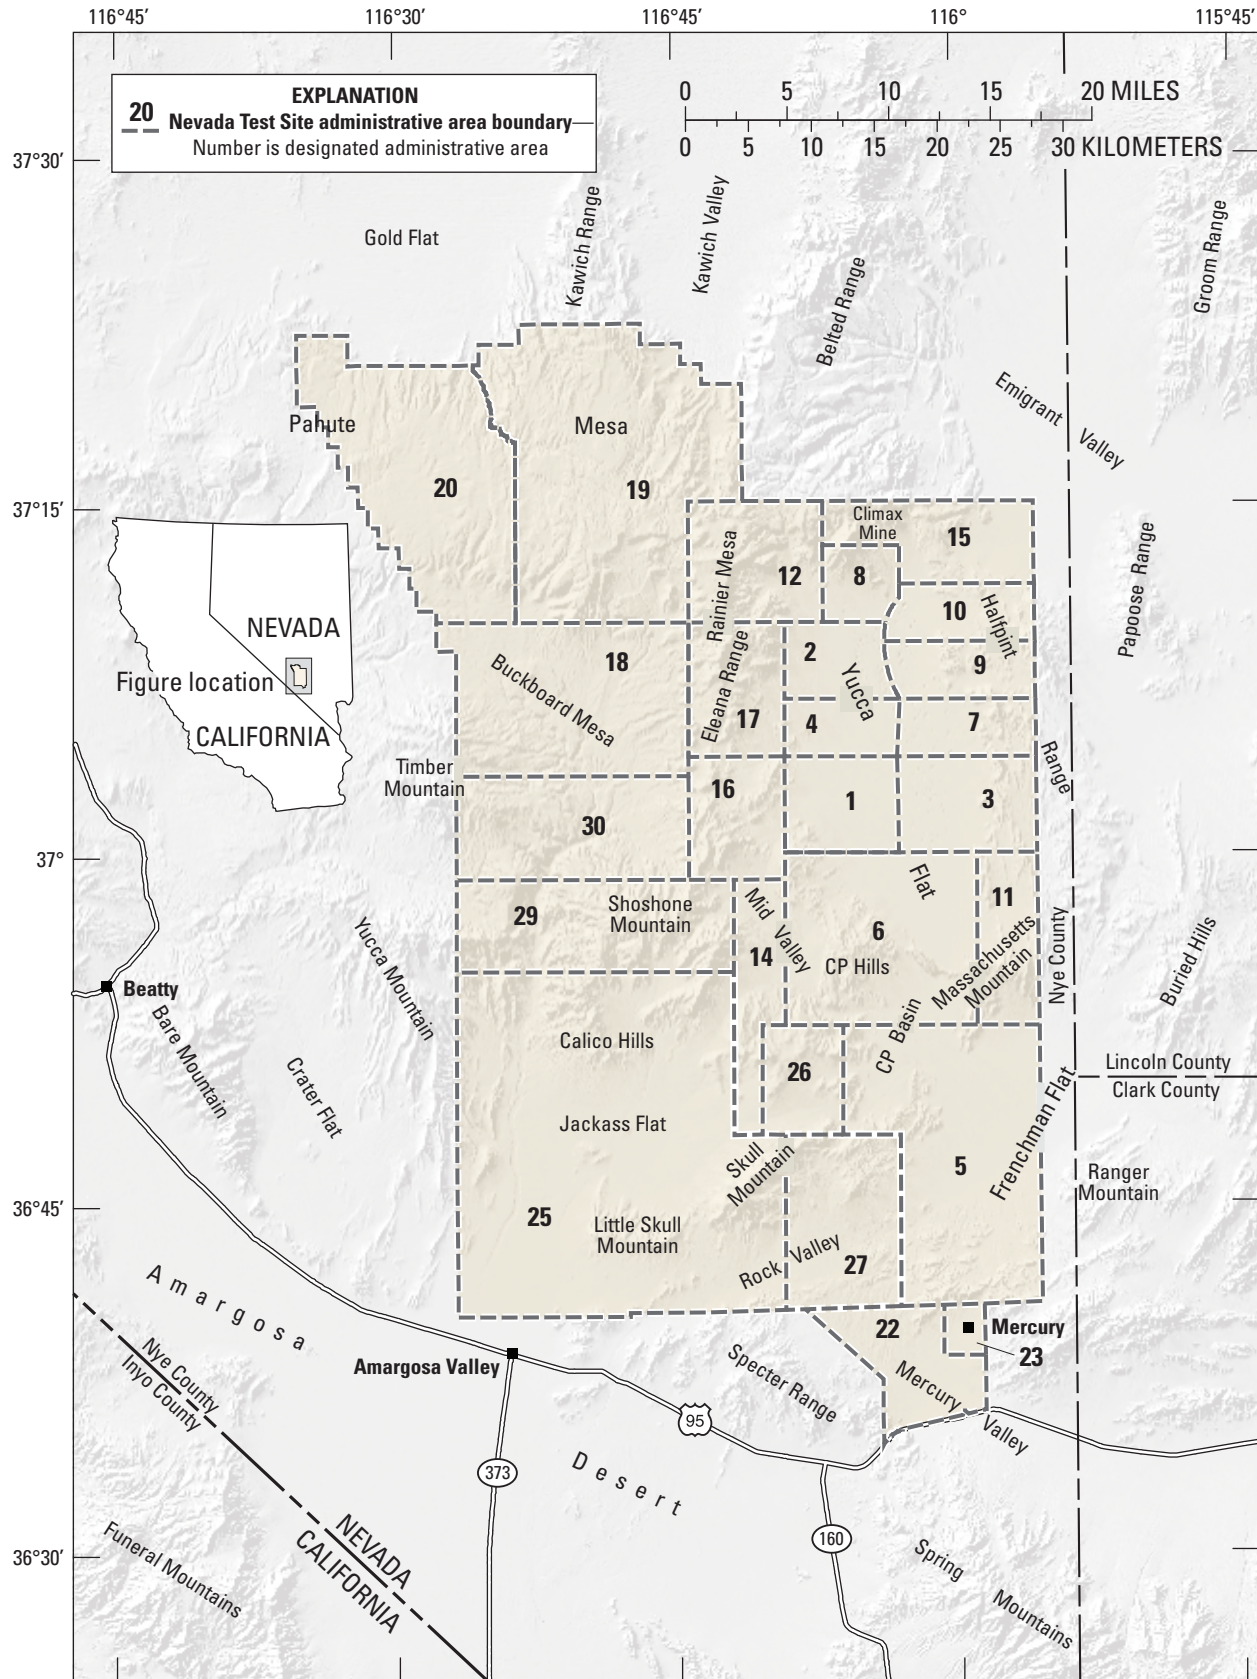 116°45′ 116°30′ 116°45′ 116° 115°45′
EXPLANATION
20 Nevada Test Site administrative area boundary—
Number is designated administrative area
0 5 10 15 20 MILES
0 5 10 15 20 25 30 KILOMETERS
37°30′
Gold Flat
Kawich Range
Kawich Valley
Belted Range
Groom Range
Emigrant Valley
Pahute Mesa
20
19
37°15′
Climax
Mine
15
Rainier Mesa
12
8
10
Halfpint
Papoose Range
NEVADA
Figure location
CALIFORNIA
18
Buckboard Mesa
Eleana Range
2
Yucca
9
17
4
7
Timber
Mountain
16
1
3
Range
30
37°
Flat
11
29
Shoshone
Mountain
Mid Valley
14
6
CP Hills
Massachusetts
Mountain
Nye County
Buried Hills
Yucca Mountain
Beatty
Bare Mountain
Calico Hills
CP Basin
26
Crater Flat
Lincoln County
Clark County
Jackass Flat
Frenchman Flat
Skull
Mountain
5
Ranger
Mountain
36°45′
25
Little Skull
Mountain
Rock Valley
27
Amargosa
22
Mercury
23
Nye County
Inyo County
Amargosa Valley
Specter Range
Mercury Valley
95
373
Desert
160
NEVADA
CALIFORNIA
36°30′
Funeral Mountains
Spring Mountains